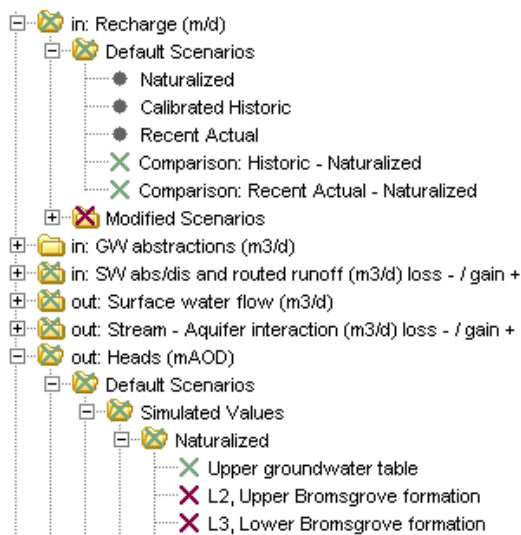 in: Recharge (m/d)
Default Scenarios
Naturalized
Calibrated Historic
Recent Actual
Comparison: Historic - Naturalized
Comparison: Recent Actual - Naturalized
Modified Scenarios
in: GW abstractions (m3/d)
in: SW abs/dis and routed runoff (m3/d) loss - / gain +
out: Surface water flow (m3/d)
out: Stream - Aquifer interaction (m3/d) loss - / gain +
out: Heads (mAOD)
Default Scenarios
Simulated Values
Naturalized
Upper groundwater table
L2, Upper Bromsgrove formation
L3, Lower Bromsgrove formation